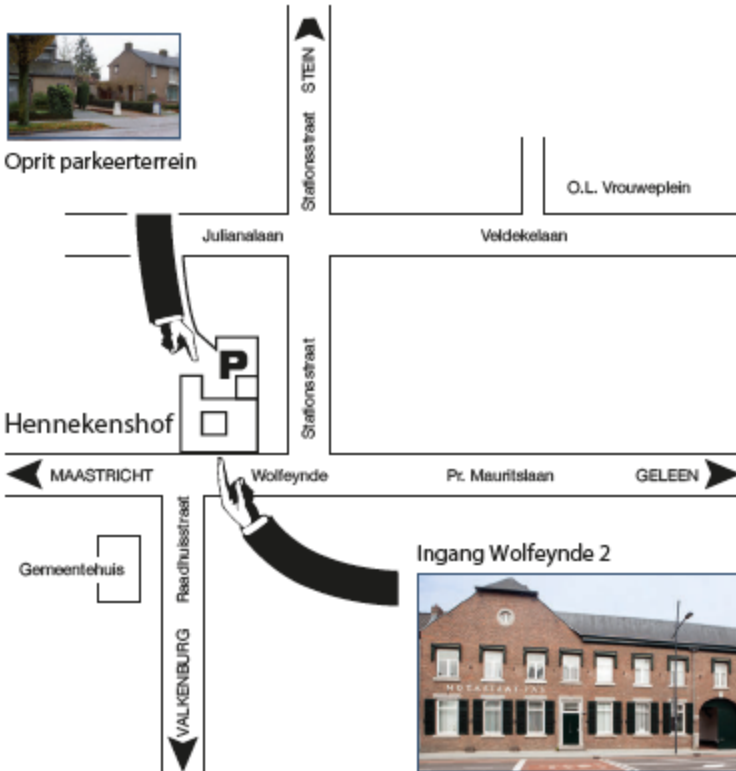 STEIN
Stationsstraat
Oprit parkeerterrein
O.L. Vrouweplein
Julianalaan
Veldekelaan
P
Stationsstraat
Hennekenshof
MAASTRICHT
Wolfeynde
Pr. Mauritslaan
GELEEN
Raadhuisstraat
Gemeentehuis
VALKENBURG
Ingang Wolfeynde 2